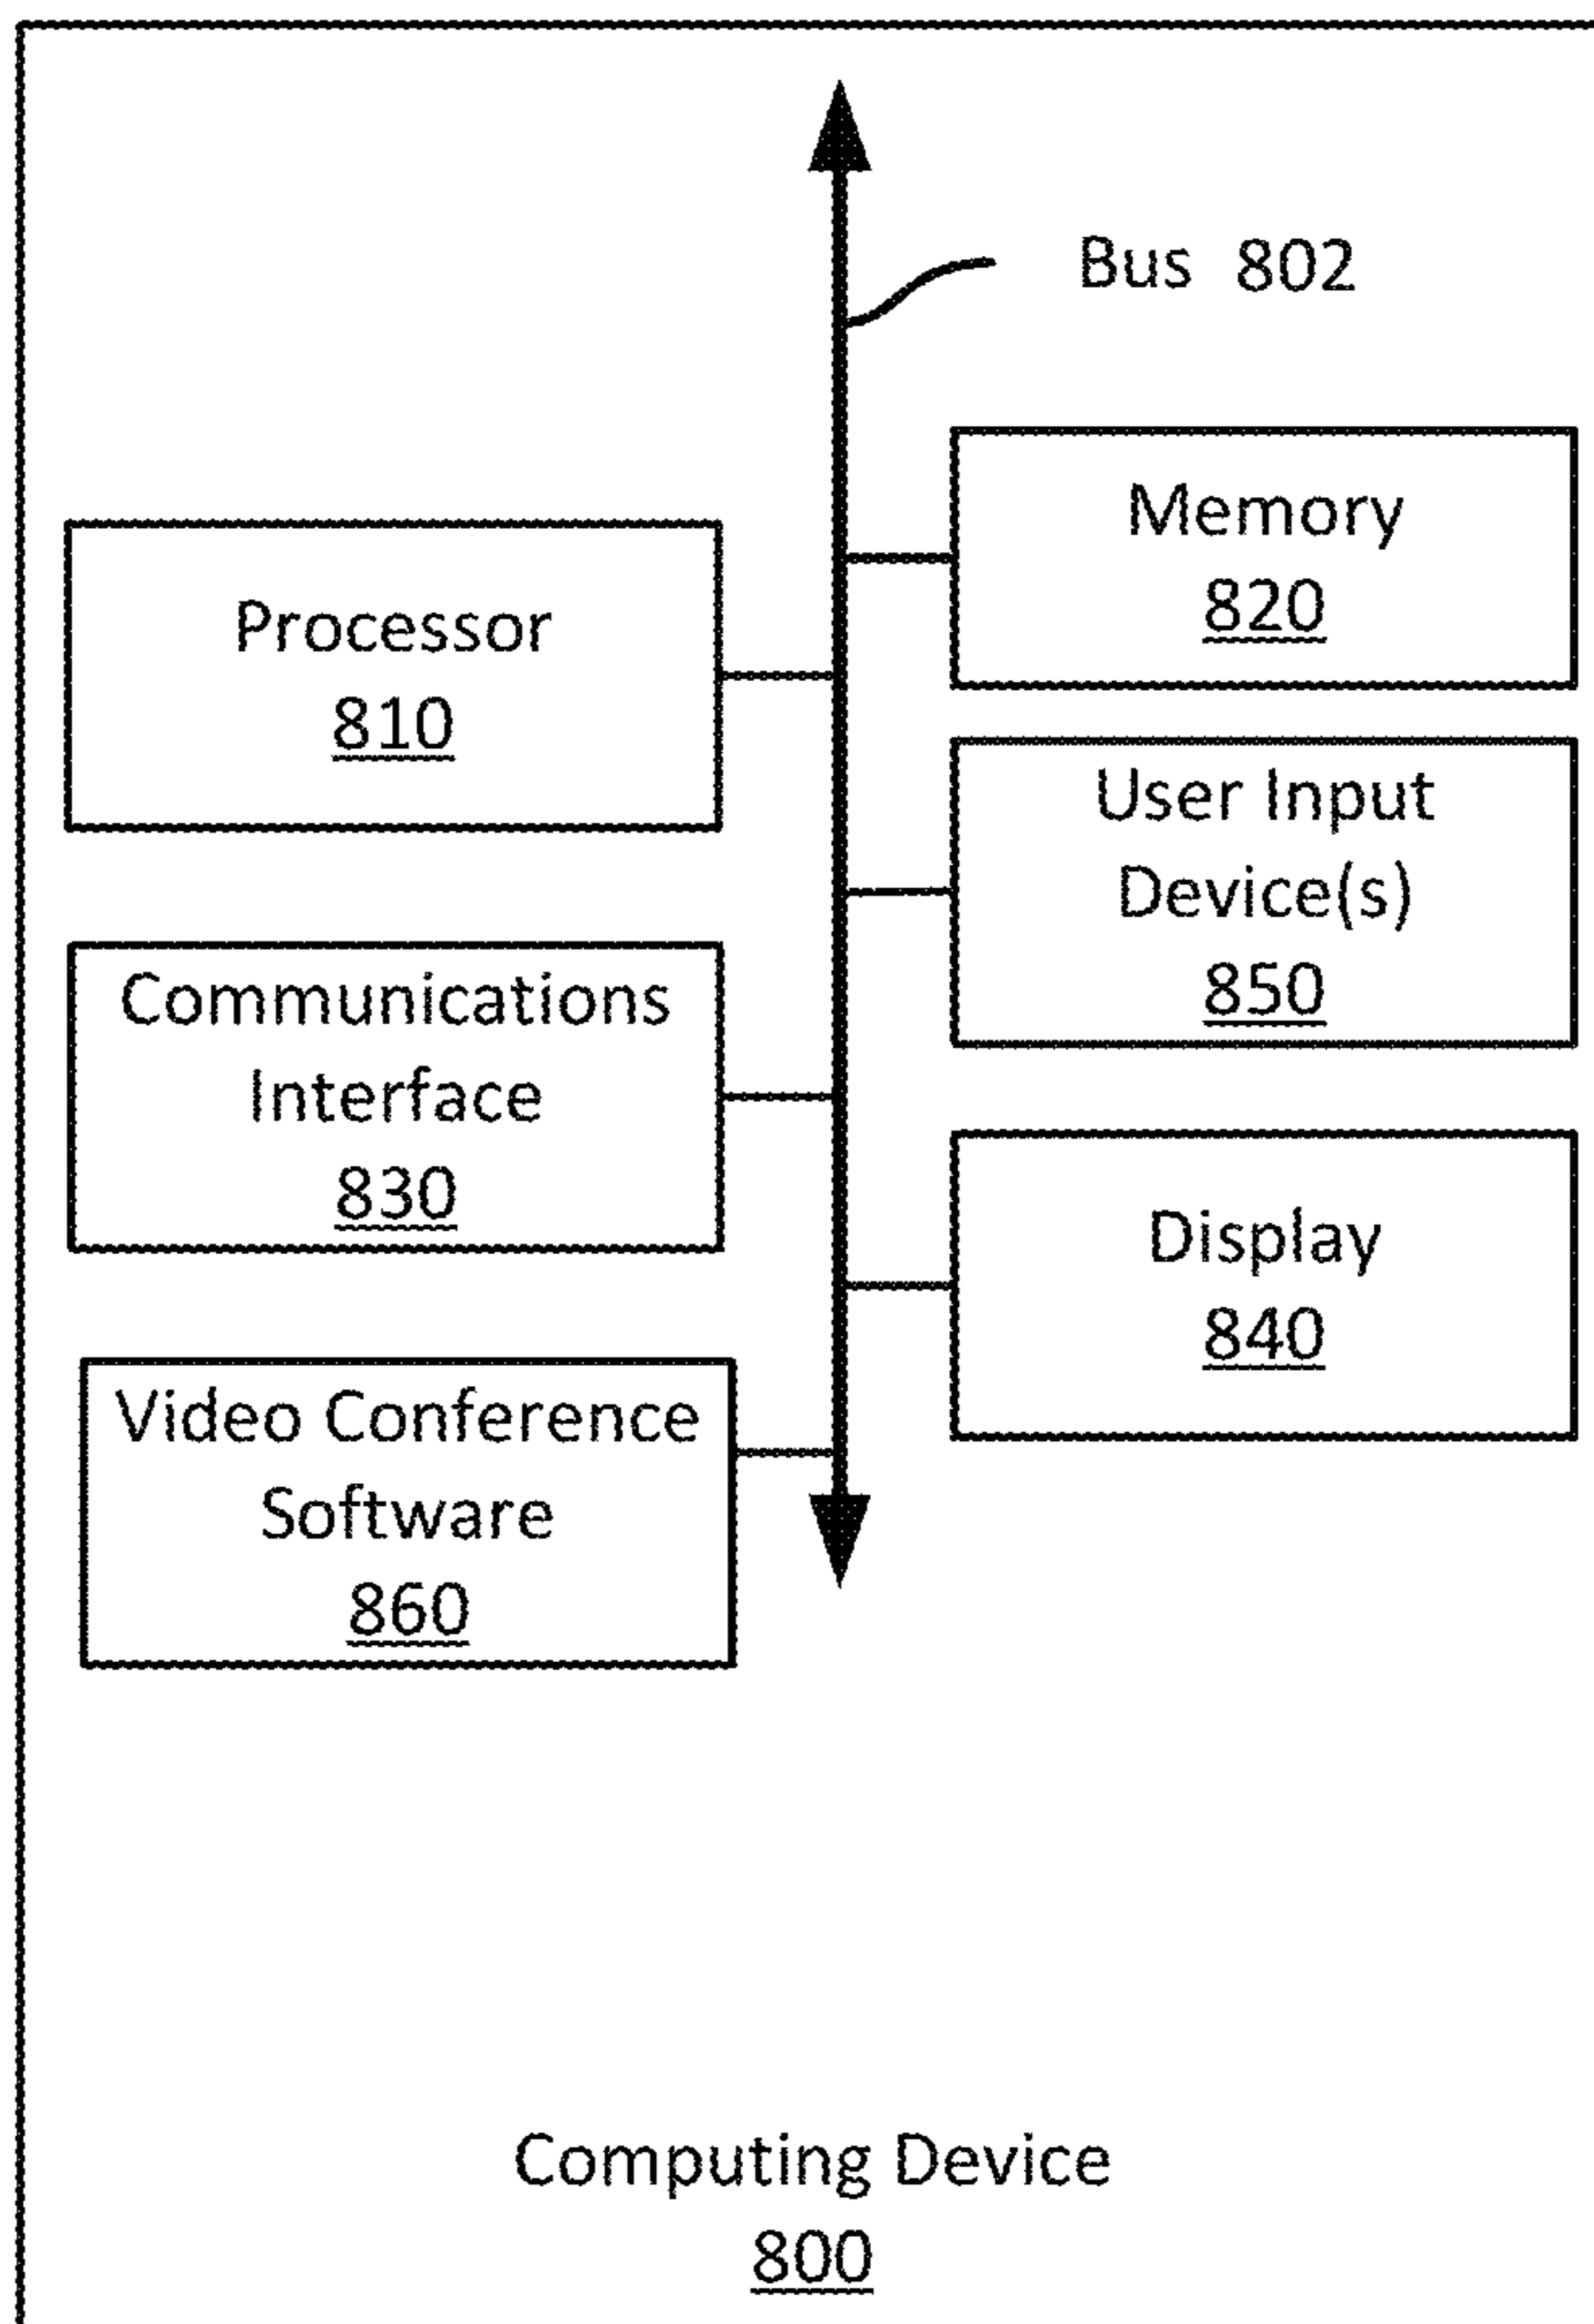 Bus 802
Memory
820
Processor
810
User Input
Device(s)
850
Communications
Interface
830
Display
840
Video Conference
Software
860
Computing Device
800